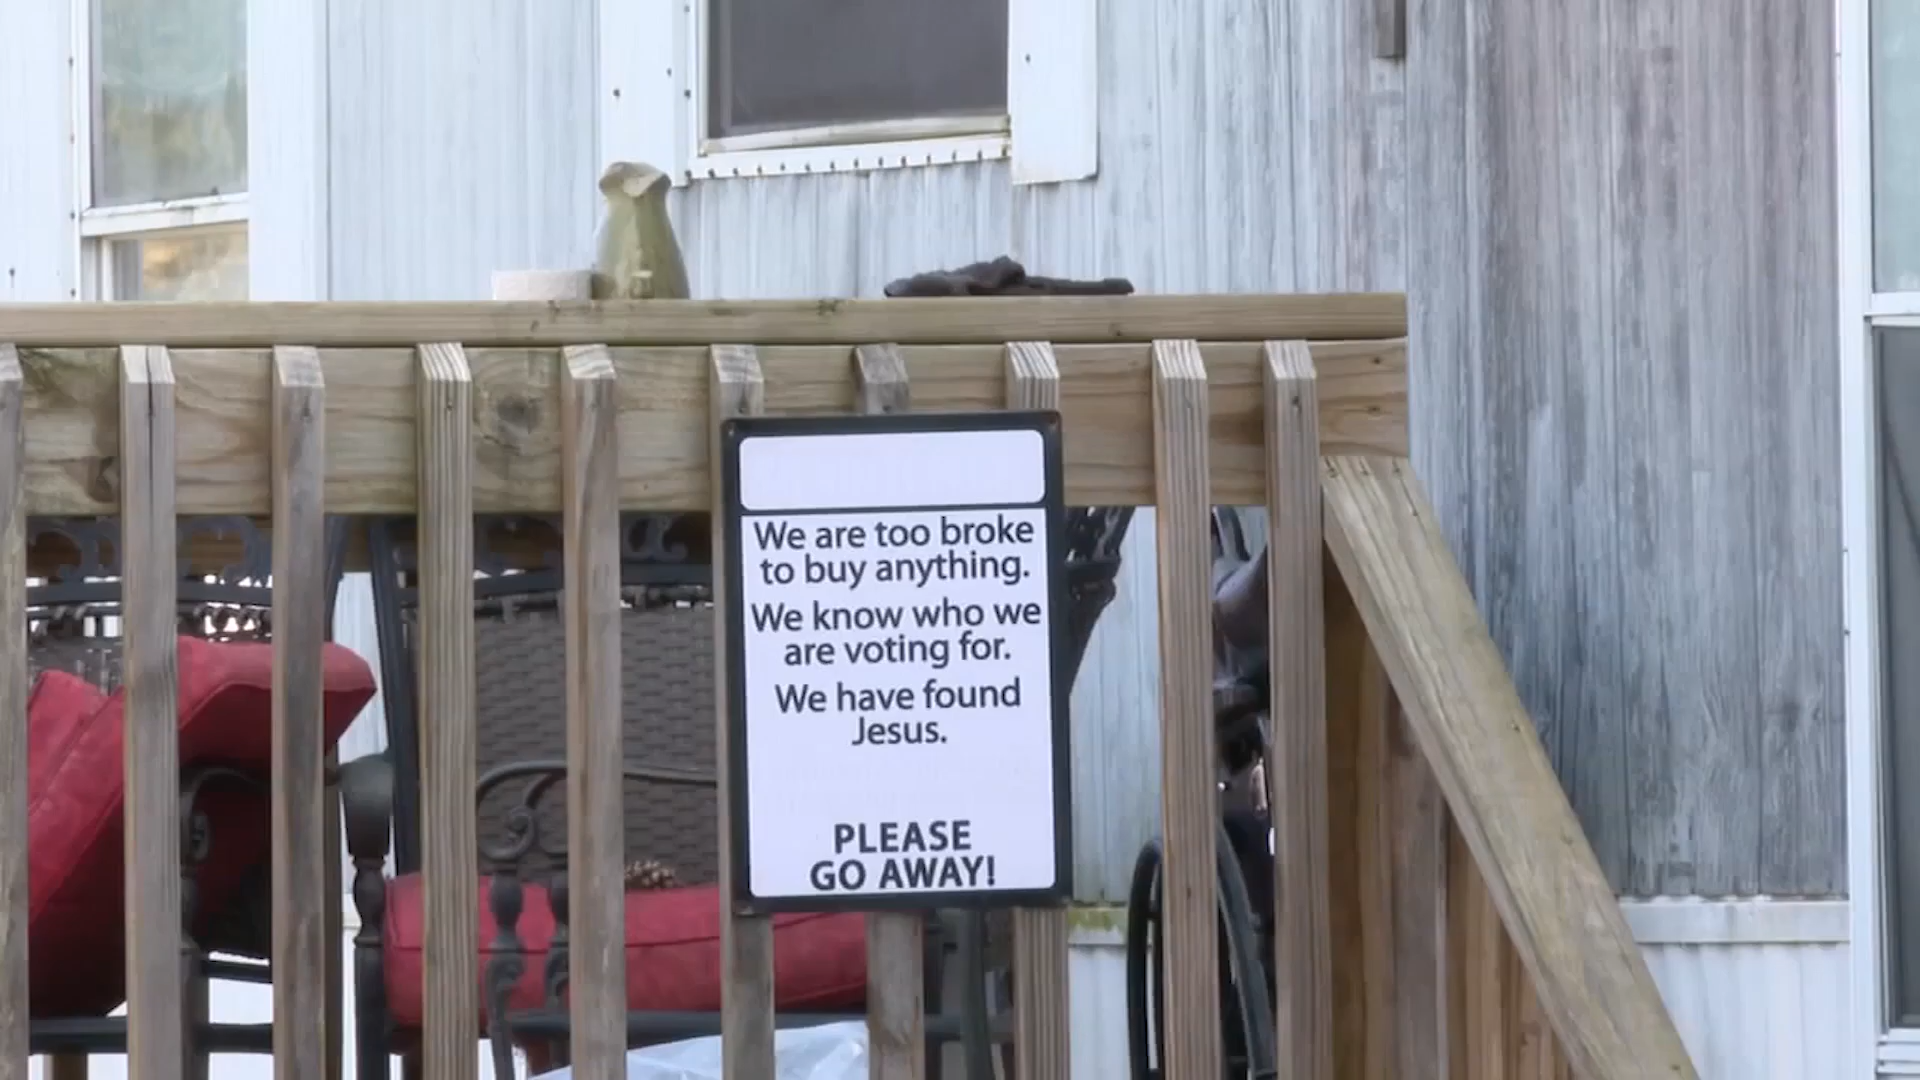 We are too broke
to buy anything.
We know who we
are voting for.
We have found
Jesus.
PLEASE
GO AWAY!